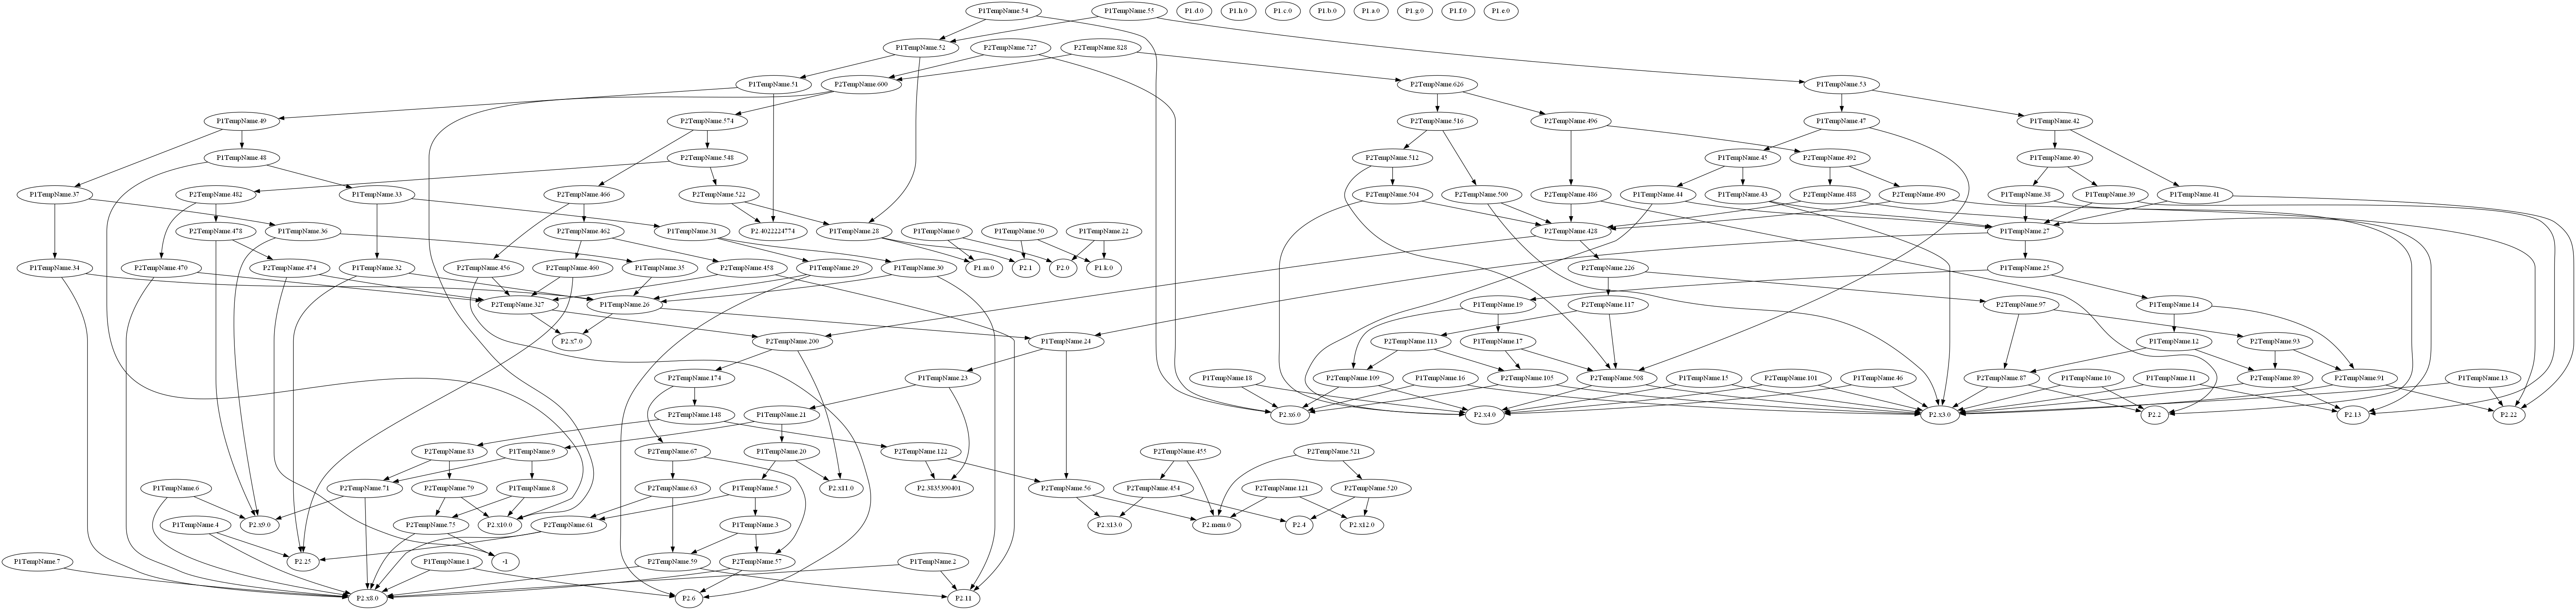 P1TempName.54 P1TempName.55 P1.d.0 P1.h.0 P1.c.0 P1.b.0 P1.a.0 P1.g.0 P1.f.0 P1.e.0
P1TempName.52 P2TempName.727 P2TempName.828
P1TempName.51 P2TempName.600 P2TempName.626 P1TempName.53
P1TempName.49 P2TempName.574 P2TempName.516 P2TempName.496 P1TempName.47 P1TempName.42
P1TempName.48 P2TempName.548 P2TempName.512 P1TempName.45 P2TempName.492 P1TempName.40
P1TempName.37 P2TempName.482 P1TempName.33 P2TempName.466 P2TempName.522 P2TempName.504 P2TempName.500 P2TempName.486 P1TempName.44 P1TempName.43 P2TempName.488 P2TempName.490 P1TempName.38 P1TempName.39 P1TempName.41
P2TempName.478 P1TempName.36 P2TempName.462 P1TempName.31 P2.4022224774 P1TempName.28 P1TempName.0 P1TempName.50 P1TempName.22 P2TempName.428 P1TempName.27
P1TempName.34 P2TempName.470 P2TempName.474 P1TempName.32 P2TempName.456 P2TempName.460 P1TempName.35 P2TempName.458 P1TempName.29 P1TempName.30 P1.m.0 P2.1 P2.0 P1.k.0 P2TempName.226 P1TempName.25
P2TempName.327 P1TempName.26 P1TempName.19 P2TempName.117 P2TempName.97 P1TempName.14
P2.x7.0 P2TempName.200 P1TempName.24 P2TempName.113 P1TempName.17 P1TempName.12 P2TempName.93
P2TempName.174 P1TempName.23 P1TempName.18 P2TempName.109 P1TempName.16 P2TempName.105 P2TempName.508 P1TempName.15 P2TempName.101 P1TempName.46 P2TempName.87 P1TempName.10 P1TempName.11 P2TempName.89 P2TempName.91 P1TempName.13
P2TempName.148 P1TempName.21 P2.x6.0 P2.x4.0 P2.x3.0 P2.2 P2.13 P2.22
P2TempName.83 P1TempName.9 P2TempName.67 P1TempName.20 P2TempName.122 P2TempName.455 P2TempName.521
P1TempName.6 P2TempName.71 P2TempName.79 P1TempName.8 P2TempName.63 P1TempName.5 P2.x11.0 P2.3835390401 P2TempName.56 P2TempName.454 P2TempName.121 P2TempName.520
P1TempName.4 P2.x9.0 P2TempName.75 P2.x10.0 P2TempName.61 P1TempName.3 P2.x13.0 P2.mem.0 P2.4 P2.x12.0
P1TempName.7 P2.25 P1TempName.1 -1 P2TempName.59 P2TempName.57 P1TempName.2
P2.x8.0 P2.6 P2.11